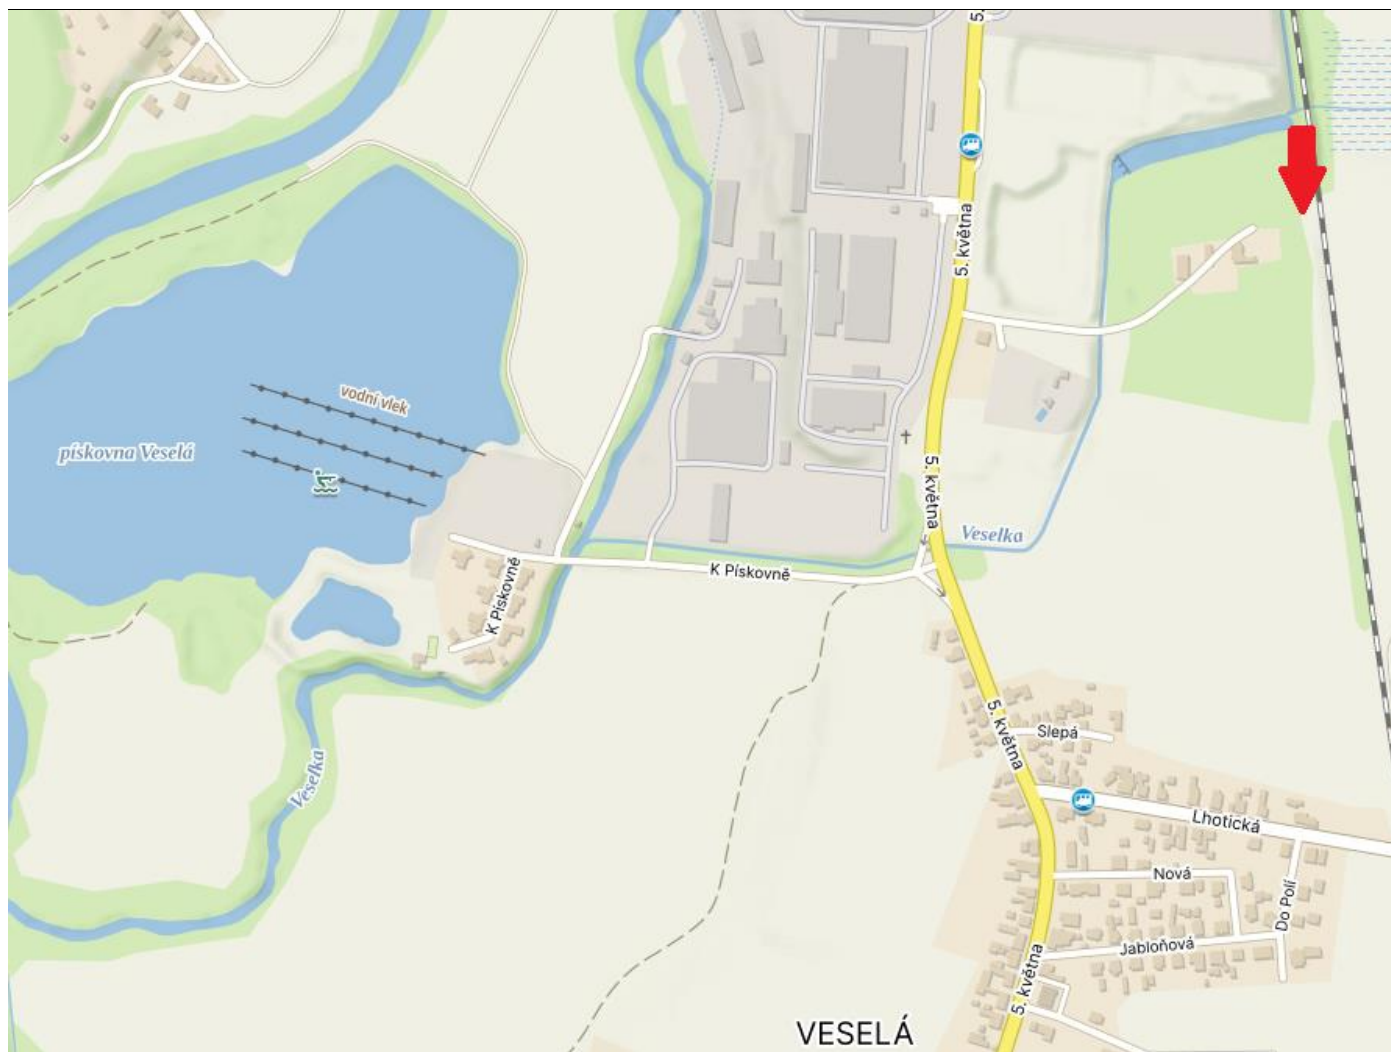 5.
5. května
vodní vlek
pískovna Veselá
5. května
Veselka
K Pískovně
K Pískovně
5. května
Slepá
Veselka
Lhotická
Nová
Do Polí
Jabloňová
5. května
VESELÁ